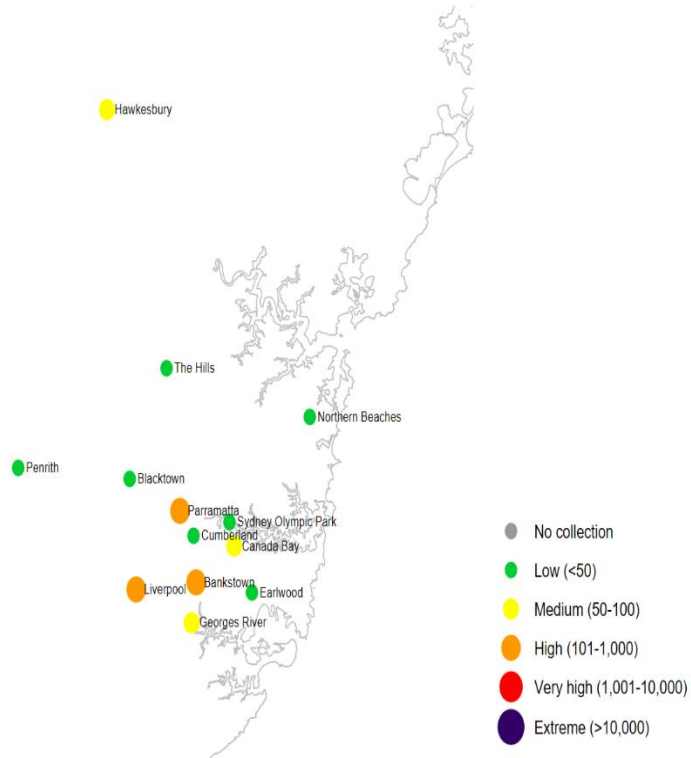 Hawkesbury
The Hills
Northern Beaches
Penrith
Blacktown
Parramatta
Sydney Olympic Park
Cumberland
Canada Bay
Bankstown
Liverpool
Earlwood
Georges River
No collection
Low (<50)
Medium (50-100)
High (101-1,000)
Very high (1,001-10,000)
Extreme (>10,000)